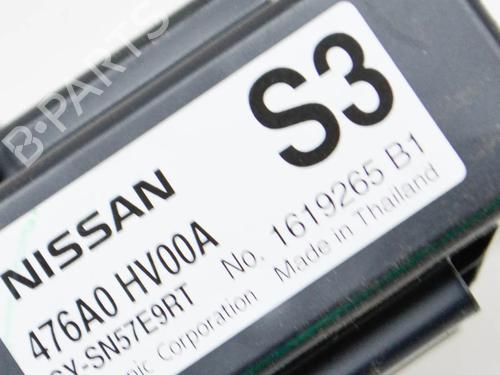 B-PARTS
S3
NISSAN
476A0 HV00A
No. 1619265 B1
-SN57E9RT
Corporation Made in Thailand